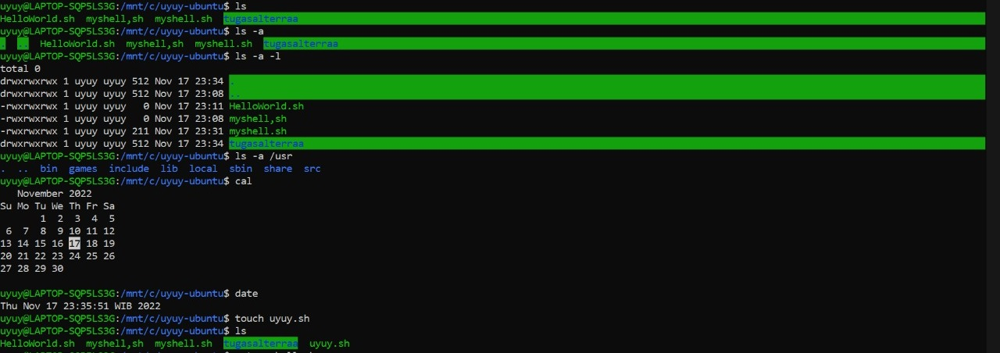 uyuy@LAPTOP-SQP5LS3G:/mnt/c/uyuy-ubuntu$ ls
HelloWorld.sh  myshell,sh  myshell.sh  tugasalterraa
uyuy@LAPTOP-SQP5LS3G:/mnt/c/uyuy-ubuntu$ ls -a
.  ..  HelloWorld.sh  myshell,sh  myshell.sh  tugasalterraa
uyuy@LAPTOP-SQP5LS3G:/mnt/c/uyuy-ubuntu$ ls -a -l
total 0
drwxrwxrwx 1 uyuy uyuy 512 Nov 17 23:34 .
drwxrwxrwx 1 uyuy uyuy 512 Nov 17 23:08 ..
-rwxrwxrwx 1 uyuy uyuy   0 Nov 17 23:11 HelloWorld.sh
-rwxrwxrwx 1 uyuy uyuy   0 Nov 17 23:08 myshell,sh
-rwxrwxrwx 1 uyuy uyuy 211 Nov 17 23:31 myshell.sh
drwxrwxrwx 1 uyuy uyuy 512 Nov 17 23:34 tugasalterraa
uyuy@LAPTOP-SQP5LS3G:/mnt/c/uyuy-ubuntu$ ls -a /usr
.  ..  bin  games  include  lib  local  sbin  share  src
uyuy@LAPTOP-SQP5LS3G:/mnt/c/uyuy-ubuntu$ cal
   November 2022
Su Mo Tu We Th Fr Sa
       1  2  3  4  5
 6  7  8  9 10 11 12
13 14 15 16 17 18 19
20 21 22 23 24 25 26
27 28 29 30
uyuy@LAPTOP-SQP5LS3G:/mnt/c/uyuy-ubuntu$ date
Thu Nov 17 23:35:51 WIB 2022
uyuy@LAPTOP-SQP5LS3G:/mnt/c/uyuy-ubuntu$ touch uyuy.sh
uyuy@LAPTOP-SQP5LS3G:/mnt/c/uyuy-ubuntu$ ls
HelloWorld.sh  myshell,sh  myshell.sh  tugasalterraa  uyuy.sh